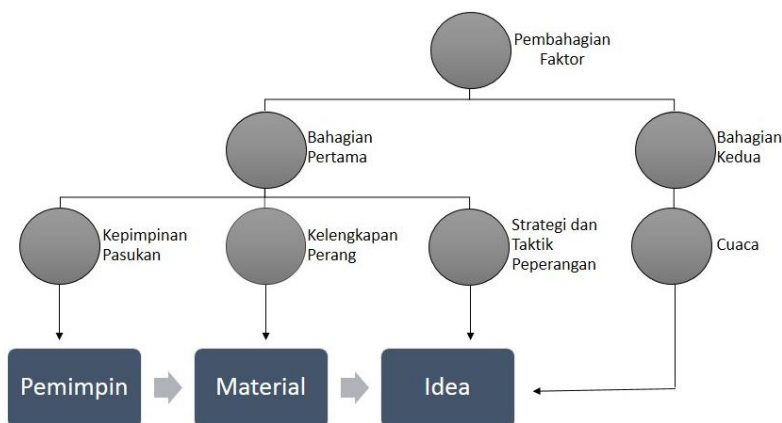 Pembahagian
Faktor
Bahagian
Pertama
Bahagian
Kedua
Kepimpinan
Pasukan
Kelengkapan
Perang
Strategi dan
Taktik
Peperangan
Cuaca
Pemimpin
Material
Idea